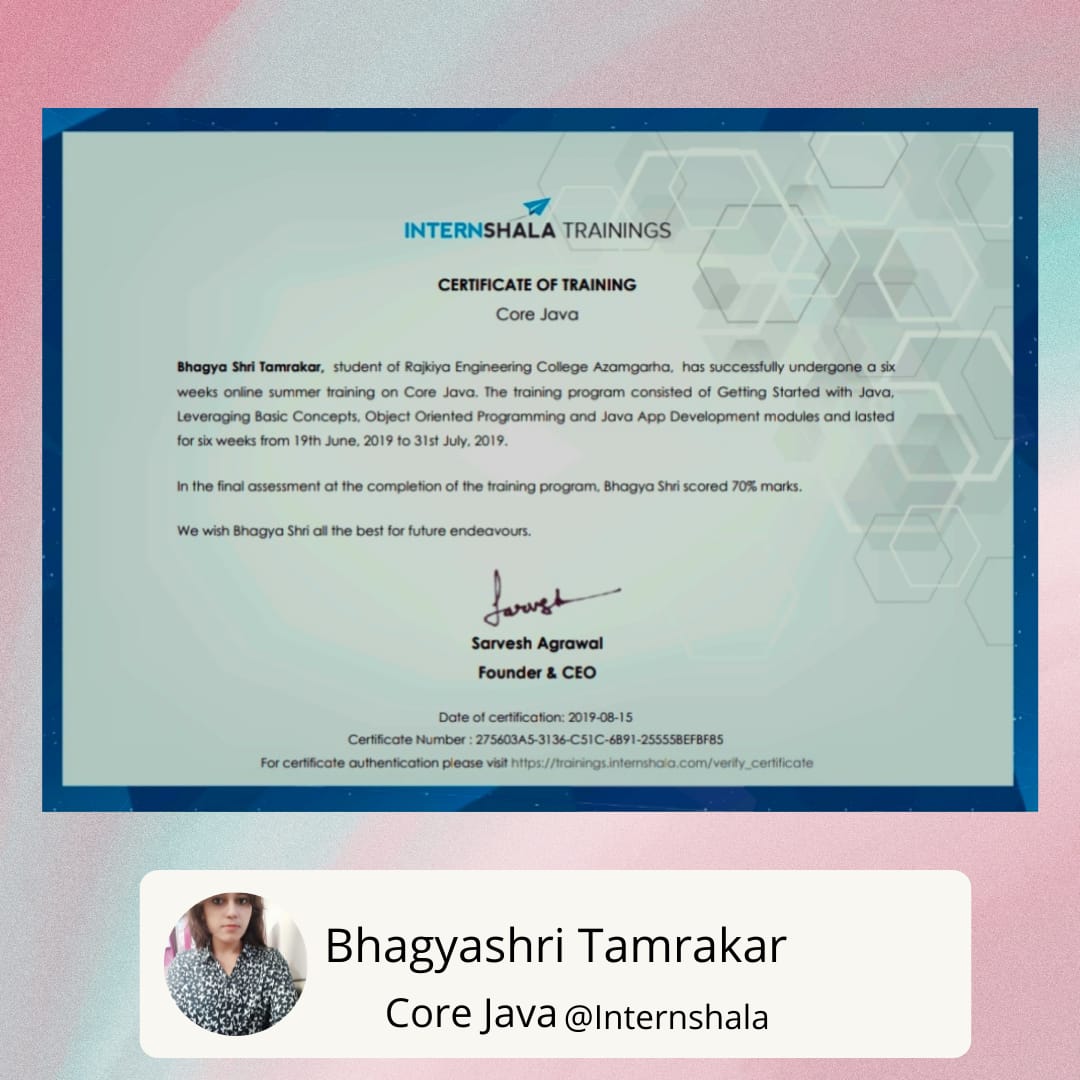 INTERNSHALA TRAININGS
CERTIFICATE OF TRAINING
Core Java
Bhagya Shri Tamrakar, student of Rajkiya Engineering College Azamgarha, has successfully undergone a six
weeks online summer training on Core Java. The training program consisted of Getting Started with Java,
Leveraging Basic Concepts, Object Oriented Programming and Java App Development modules and lasted
for six weeks from 19th June, 2019 to 31st July, 2019.
In the final assessment at the completion of the training program, Bhagya Shri scored 70% marks.
We wish Bhagya Shri all the best for future endeavours.
Sarvesh
Sarvesh Agrawal
Founder & CEO
Date of certification: 2019-08-15
Certificate Number : 275603A5-3136-C51C-6B91-25555BEFBF85
For certificate authentication please visit https://trainings.internshala.com/verify_certificate
Bhagyashri Tamrakar
Core Java @Internshala